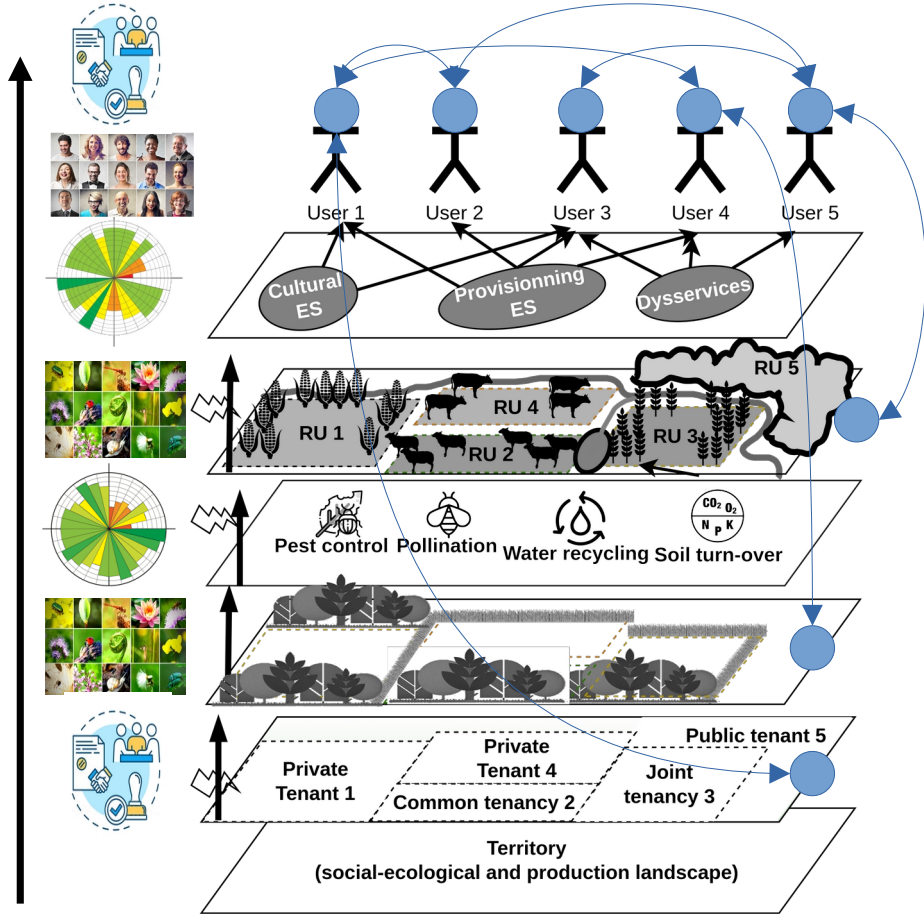 User 1
User 2
User 3
User 4
User 5
Cultural
ES
Provisionning
ES
Dysservices
RU 5
RU 4
RU 1
RU 3
RU 2
CO₂ O₂
N P K
Pest control
Pollination
Water recycling
Soil turn-over
Public tenant 5
Private
Tenant 4
Private
Tenant 1
Joint
tenancy 3
Common tenancy 2
Territory
(social-ecological and production landscape)